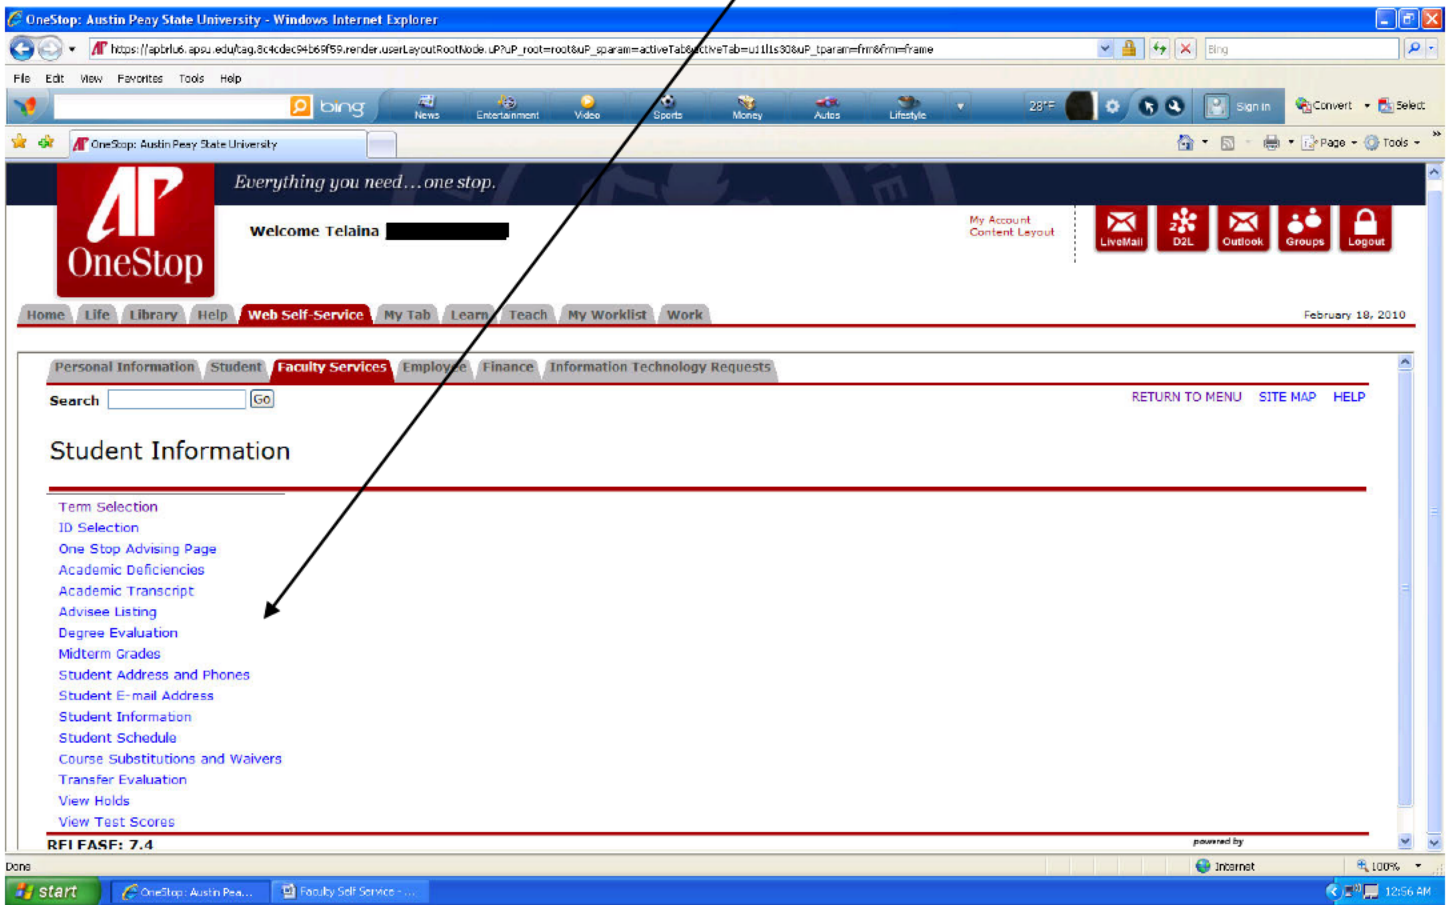 OneStop: Austin Peay State University - Windows Internet Explorer
Bing
File Edit View Favorites Tools Help
bing News Entertainment Video Sports Money Autos Lifestyle 28°F Sign in Convert Select
OneStop: Austin Peay State University Page Tools
AP
OneStop
Everything you need...one stop.
Welcome Telaina
My Account
Content Layout
LiveMail D2L Outlook Groups Logout
Home Life Library Help Web Self-Service My Tab Learn Teach My Worklist Work February 18, 2010
Personal Information Student Faculty Services Employee Finance Information Technology Requests
Search Go RETURN TO MENU SITE MAP HELP
Student Information
Term Selection
ID Selection
One Stop Advising Page
Academic Deficiencies
Academic Transcript
Advisee Listing
Degree Evaluation
Midterm Grades
Student Address and Phones
Student E-mail Address
Student Information
Student Schedule
Course Substitutions and Waivers
Transfer Evaluation
View Holds
View Test Scores
RELEASE: 7.4 powered by
Done Internet 100%
start OneStop: Austin Pea... Faculty Self Service - ... 12:56 AM